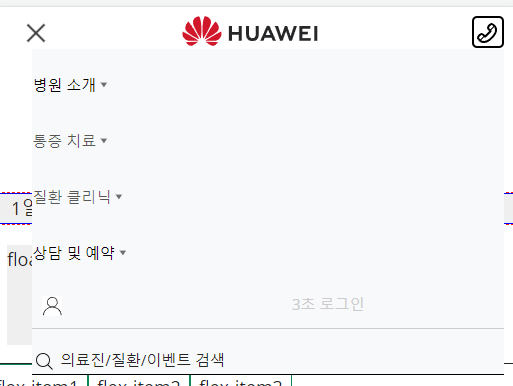 HUAWEI
병원 소개
통증 치료
질환 클리닉
1일
상담 및 예약
floa
3초 로그인
의료진/질환/이벤트 검색
flex-item1
flex-item2
flex-item3